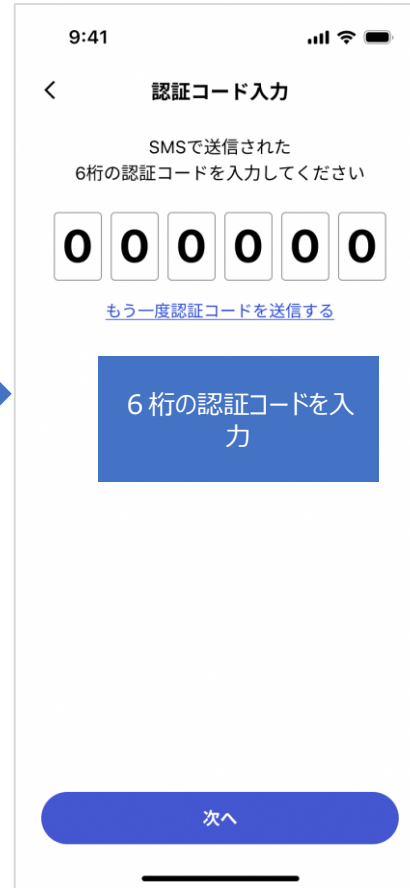 9:41
認証コード入力
SMSで送信された
6桁の認証コードを入力してください
0 0 0 0 0 0
もう一度認証コードを送信する
６桁の認証コードを入
力
次へ